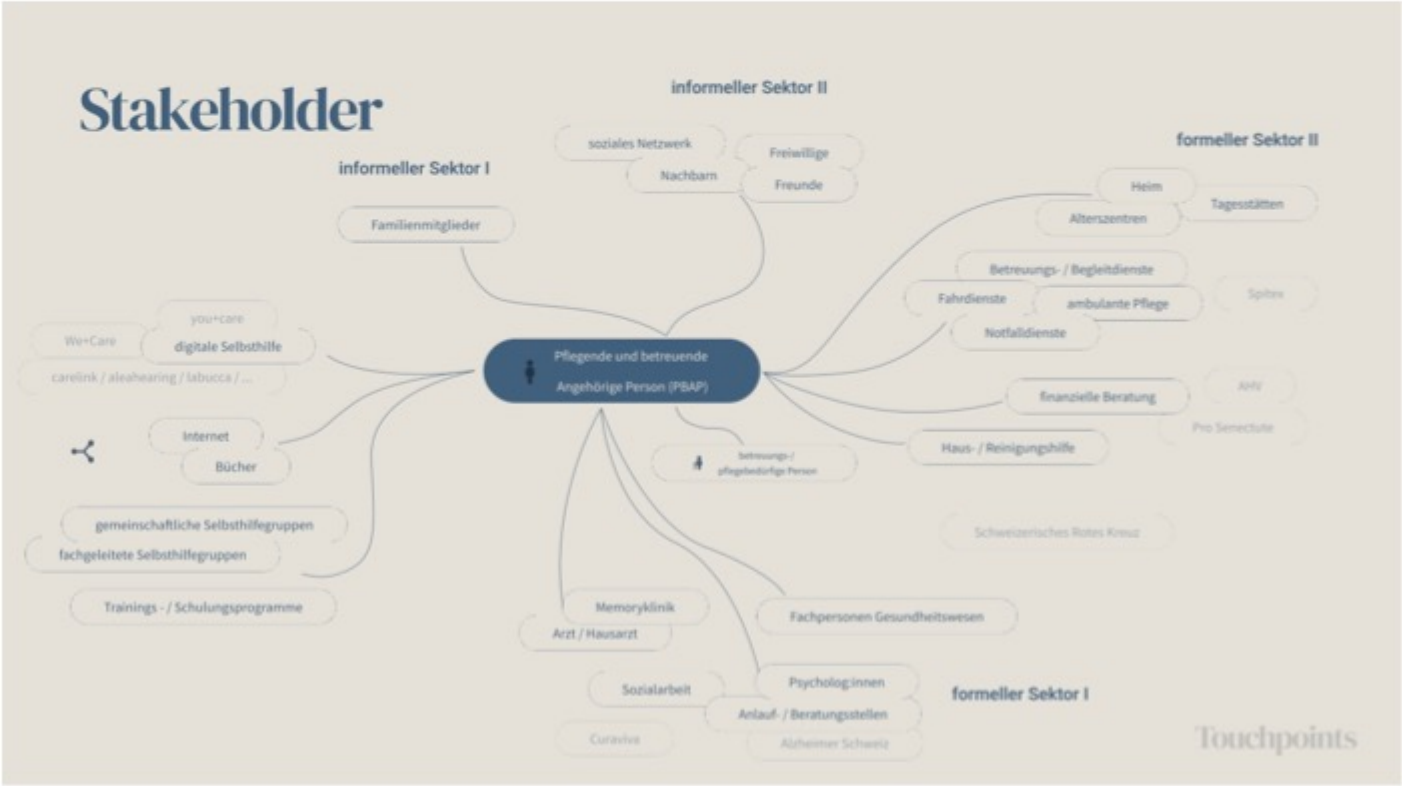 Stakeholder
informeller Sektor I
Familienmitglieder
informeller Sektor II
soziales Netzwerk
Freiwillige
Nachbarn
Freunde
formeller Sektor II
Heim
Tagesstätten
Alterszentren
Betreuungs- / Begleitdienste
Fahrdienste
ambulante Pflege
Spitex
Notfalldienste
finanzielle Beratung
AHV
Pro Senectute
Haus- / Reinigungshilfe
Schweizerisches Rotes Kreuz
Pflegende und betreuende
Angehörige Person (PBAP)
betreuungs-/
pflegebedürfige Person
you+care
We+Care
digitale Selbsthilfe
carelink / aleahearing / labucca / ...
Internet
Bücher
gemeinschaftliche Selbsthilfegruppen
fachgeleitete Selbsthilfegruppen
Trainings - / Schulungsprogramme
Memoryklinik
Arzt / Hausarzt
Fachpersonen Gesundheitswesen
Sozialarbeit
Psycholog:innen
Anlauf- / Beratungsstellen
Curaviva
Alzheimer Schweiz
formeller Sektor I
Touchpoints